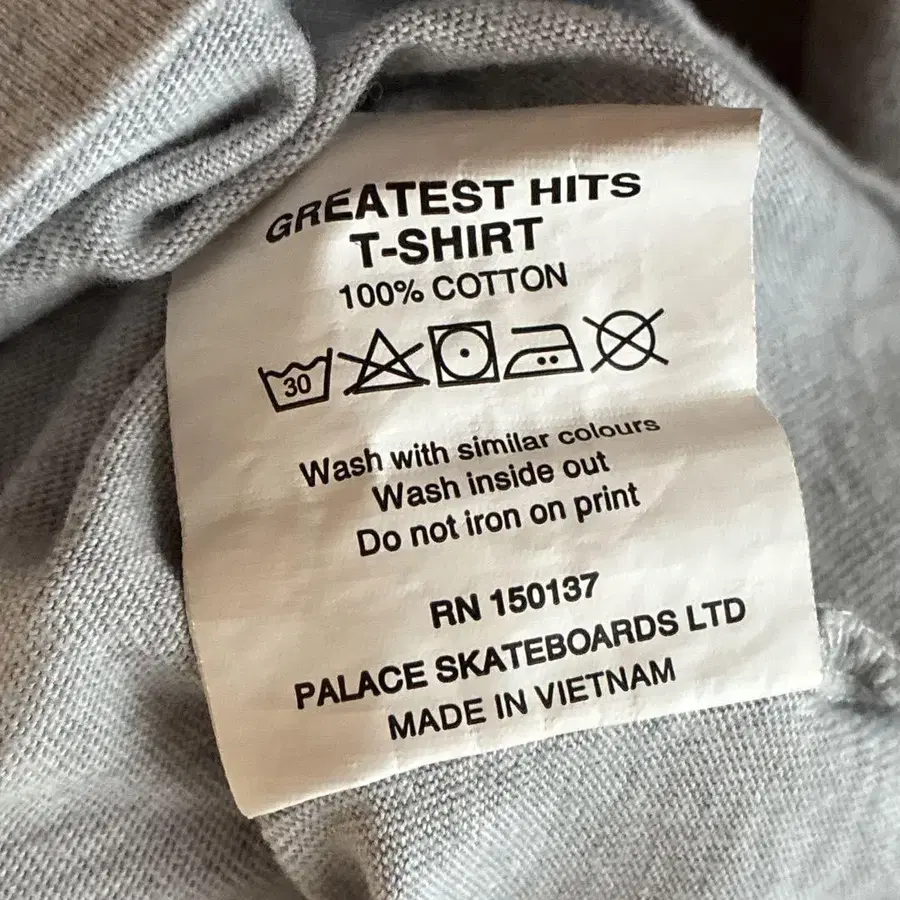 GREATEST HITS
T-SHIRT
100% COTTON
30
Wash with similar colours
Wash inside out
Do not iron on print
RN 150137
PALACE SKATEBOARDS LTD
MADE IN VIETNAM